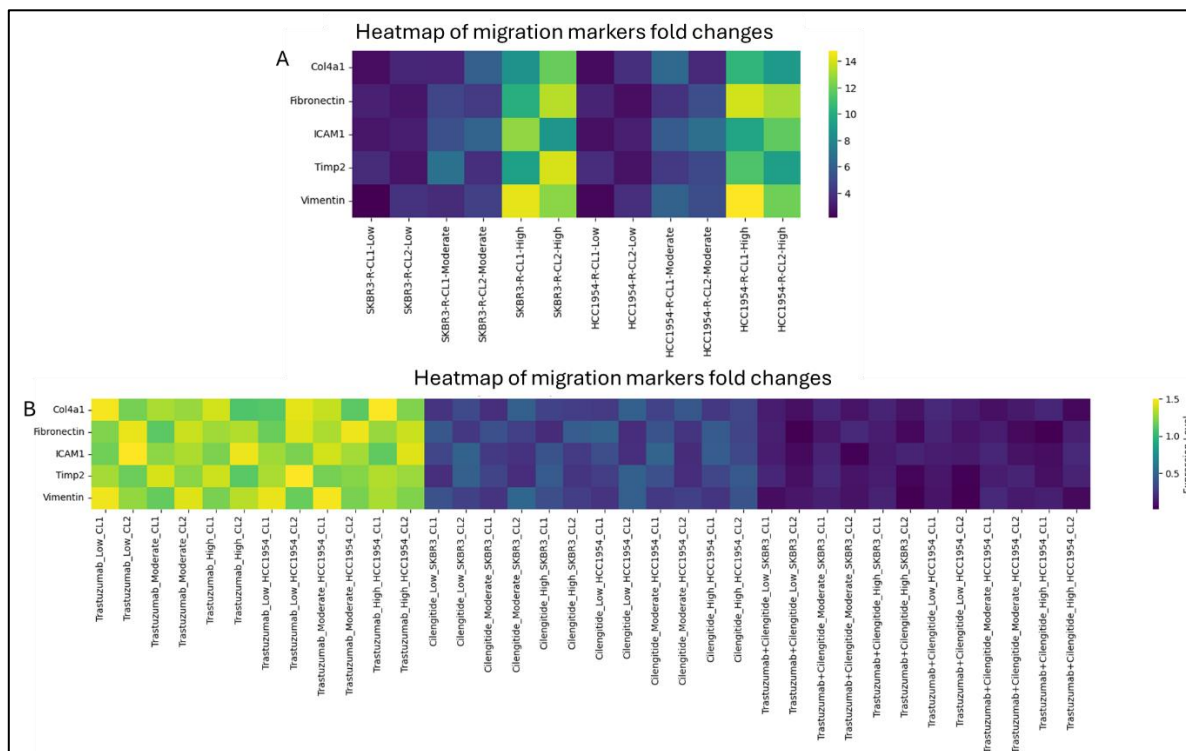 Heatmap of migration markers fold changes
A
Col4a1
Fibronectin
ICAM1
Timp2
Vimentin
14
12
10
8
6
4
SKBR3-R-CL1-Low
SKBR3-R-CL2-Low
SKBR3-R-CL1-Moderate
SKBR3-R-CL2-Moderate
SKBR3-R-CL1-High
SKBR3-R-CL2-High
HCC1954-R-CL1-Low
HCC1954-R-CL2-Low
HCC1954-R-CL1-Moderate
HCC1954-R-CL2-Moderate
HCC1954-R-CL1-High
HCC1954-R-CL2-High
Heatmap of migration markers fold changes
B
Col4a1
Fibronectin
ICAM1
Timp2
Vimentin
1.5
1.0
0.5
Trastuzumab_Low_CL1
Trastuzumab_Low_CL2
Trastuzumab_Moderate_CL1
Trastuzumab_Moderate_CL2
Trastuzumab_High_CL1
Trastuzumab_High_CL2
Trastuzumab_Low_HCC1954_CL1
Trastuzumab_Low_HCC1954_CL2
Trastuzumab_Moderate_HCC1954_CL1
Trastuzumab_Moderate_HCC1954_CL2
Trastuzumab_High_HCC1954_CL1
Trastuzumab_High_HCC1954_CL2
Cilengitide_Low_SKBR3_CL1
Cilengitide_Low_SKBR3_CL2
Cilengitide_Moderate_SKBR3_CL1
Cilengitide_Moderate_SKBR3_CL2
Cilengitide_High_SKBR3_CL1
Cilengitide_High_SKBR3_CL2
Cilengitide_Low_HCC1954_CL1
Cilengitide_Low_HCC1954_CL2
Cilengitide_Moderate_HCC1954_CL1
Cilengitide_Moderate_HCC1954_CL2
Cilengitide_High_HCC1954_CL1
Cilengitide_High_HCC1954_CL2
Trastuzumab+Cilengitide_Low_SKBR3_CL1
Trastuzumab+Cilengitide_Low_SKBR3_CL2
Trastuzumab+Cilengitide_Moderate_SKBR3_CL1
Trastuzumab+Cilengitide_Moderate_SKBR3_CL2
Trastuzumab+Cilengitide_High_SKBR3_CL1
Trastuzumab+Cilengitide_High_SKBR3_CL2
Trastuzumab+Cilengitide_Low_HCC1954_CL1
Trastuzumab+Cilengitide_Low_HCC1954_CL2
Trastuzumab+Cilengitide_Moderate_HCC1954_CL1
Trastuzumab+Cilengitide_Moderate_HCC1954_CL2
Trastuzumab+Cilengitide_High_HCC1954_CL1
Trastuzumab+Cilengitide_High_HCC1954_CL2